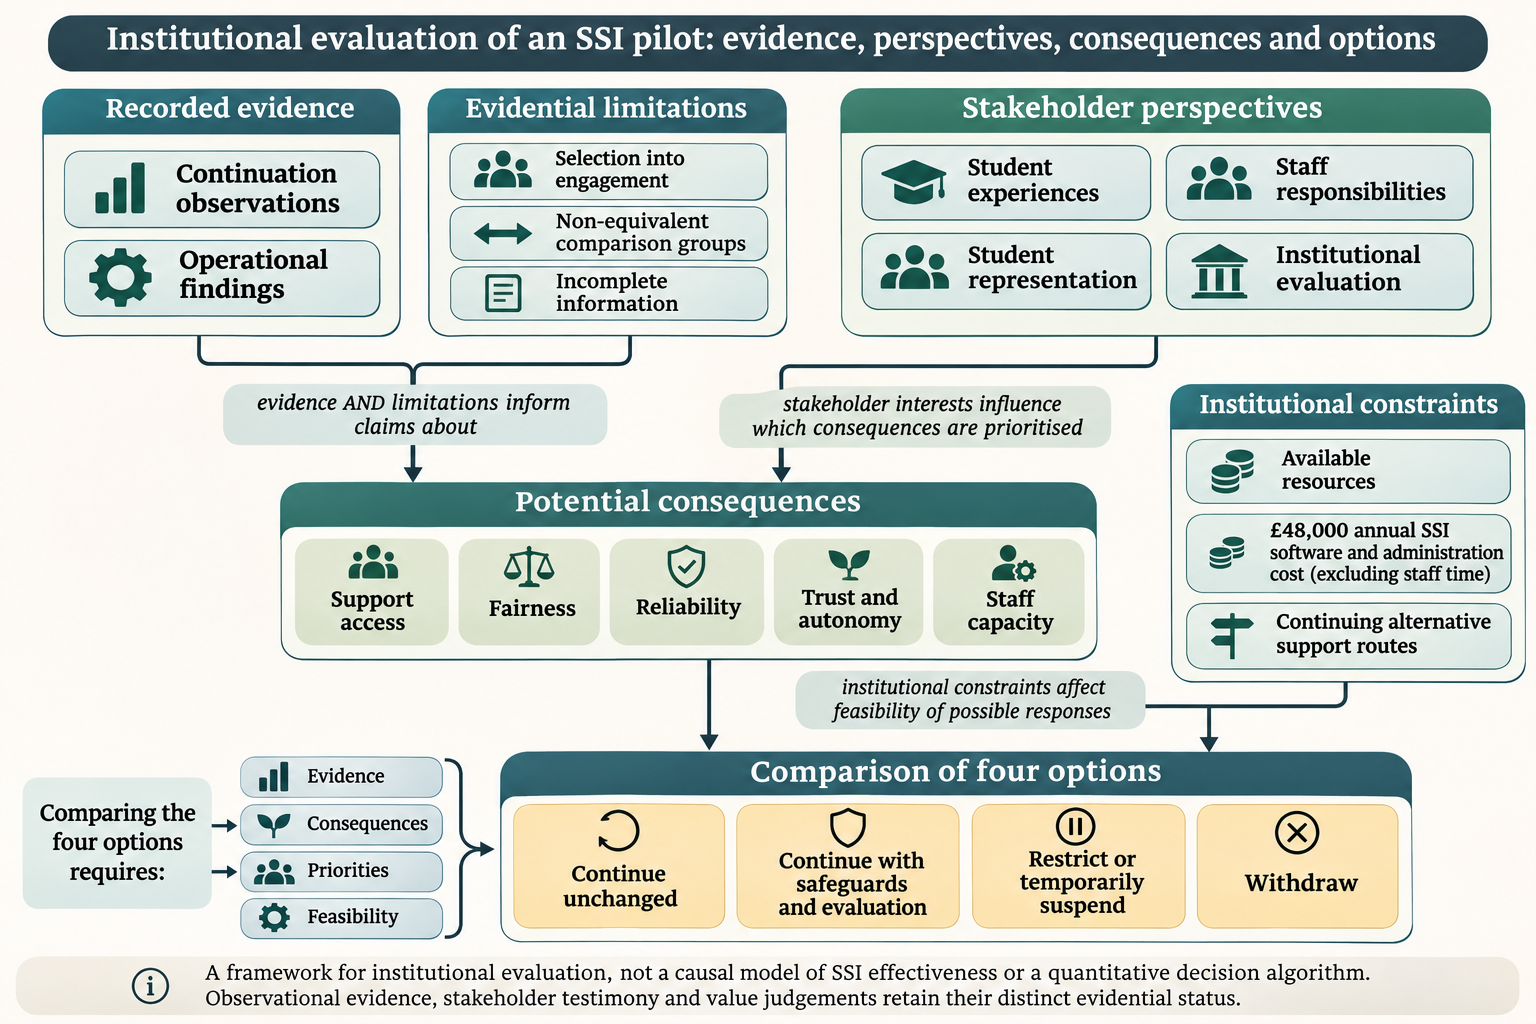 Institutional evaluation of an SSI pilot: evidence, perspectives, consequences and options
Recorded evidence
Continuation
observations
Operational
findings
Evidential limitations
Selection into
engagement
Non-equivalent
comparison groups
Incomplete
information
Stakeholder perspectives
Student
experiences
Staff
responsibilities
Student
representation
Institutional
evaluation
evidence AND limitations inform
claims about
stakeholder interests influence
which consequences are prioritised
Institutional constraints
Available
resources
£48,000 annual SSI
software and administration
cost (excluding staff time)
Continuing alternative
support routes
Potential consequences
Support
access
Fairness
Reliability
Trust and
autonomy
Staff
capacity
institutional constraints affect
feasibility of possible responses
Comparing the
four options
requires:
Evidence
Consequences
Priorities
Feasibility
Comparison of four options
Continue
unchanged
Continue with
safeguards
and evaluation
Restrict or
temporarily
suspend
Withdraw
A framework for institutional evaluation, not a causal model of SSI effectiveness or a quantitative decision algorithm.
Observational evidence, stakeholder testimony and value judgements retain their distinct evidential status.